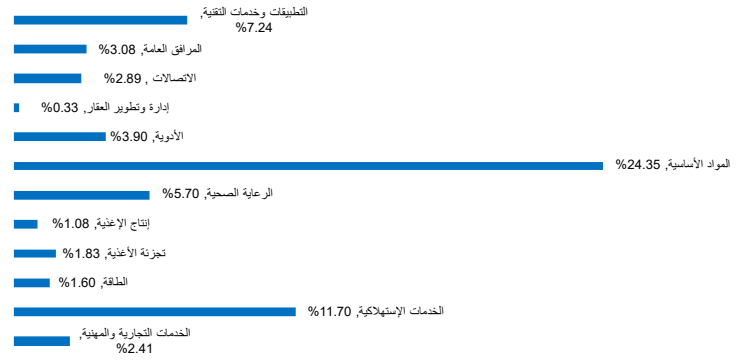 التطبيقات وخدمات التقنية,
%7.24
المرافق العامة, %3.08
الاتصالات , %2.89
إدارة وتطوير العقار, %0.33
الأدوية, %3.90
المواد الأساسية, %24.35
الرعاية الصحية, %5.70
إنتاج الإغذية, %1.08
تجزئة الأغذية, %1.83
الطاقة, %1.60
الخدمات الإستهلاكية, %11.70
الخدمات التجارية والمهنية,
%2.41